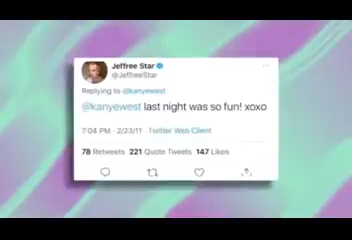 Jeffree Star
@JeffreeStar
Replying to @kanyewest
@kanyewest last night was so fun! xoxo
7:04 PM · 2/23/11 · Twitter Web Client
78 Retweets 221 Quote Tweets 147 Likes